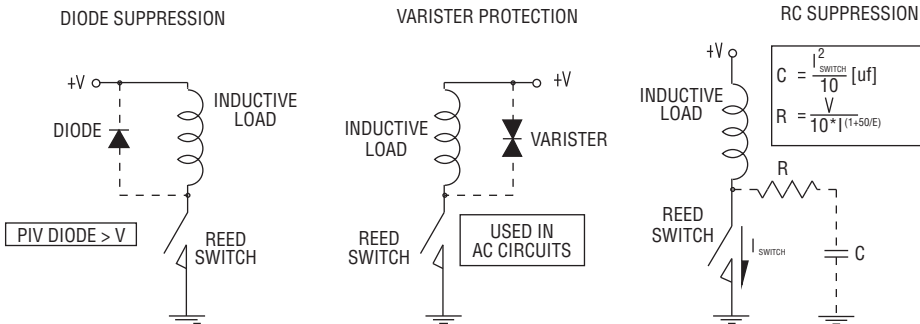 DIODE SUPPRESSION
+V
DIODE
INDUCTIVE
LOAD
PIV DIODE > V
REED
SWITCH
VARISTER PROTECTION
+V
INDUCTIVE
LOAD
VARISTER
REED
SWITCH
USED IN
AC CIRCUITS
RC SUPPRESSION
+V
C = I²SWITCH/10 [uf]
R = V/10*I(1+50/E)
INDUCTIVE
LOAD
R
REED
SWITCH
I SWITCH
C